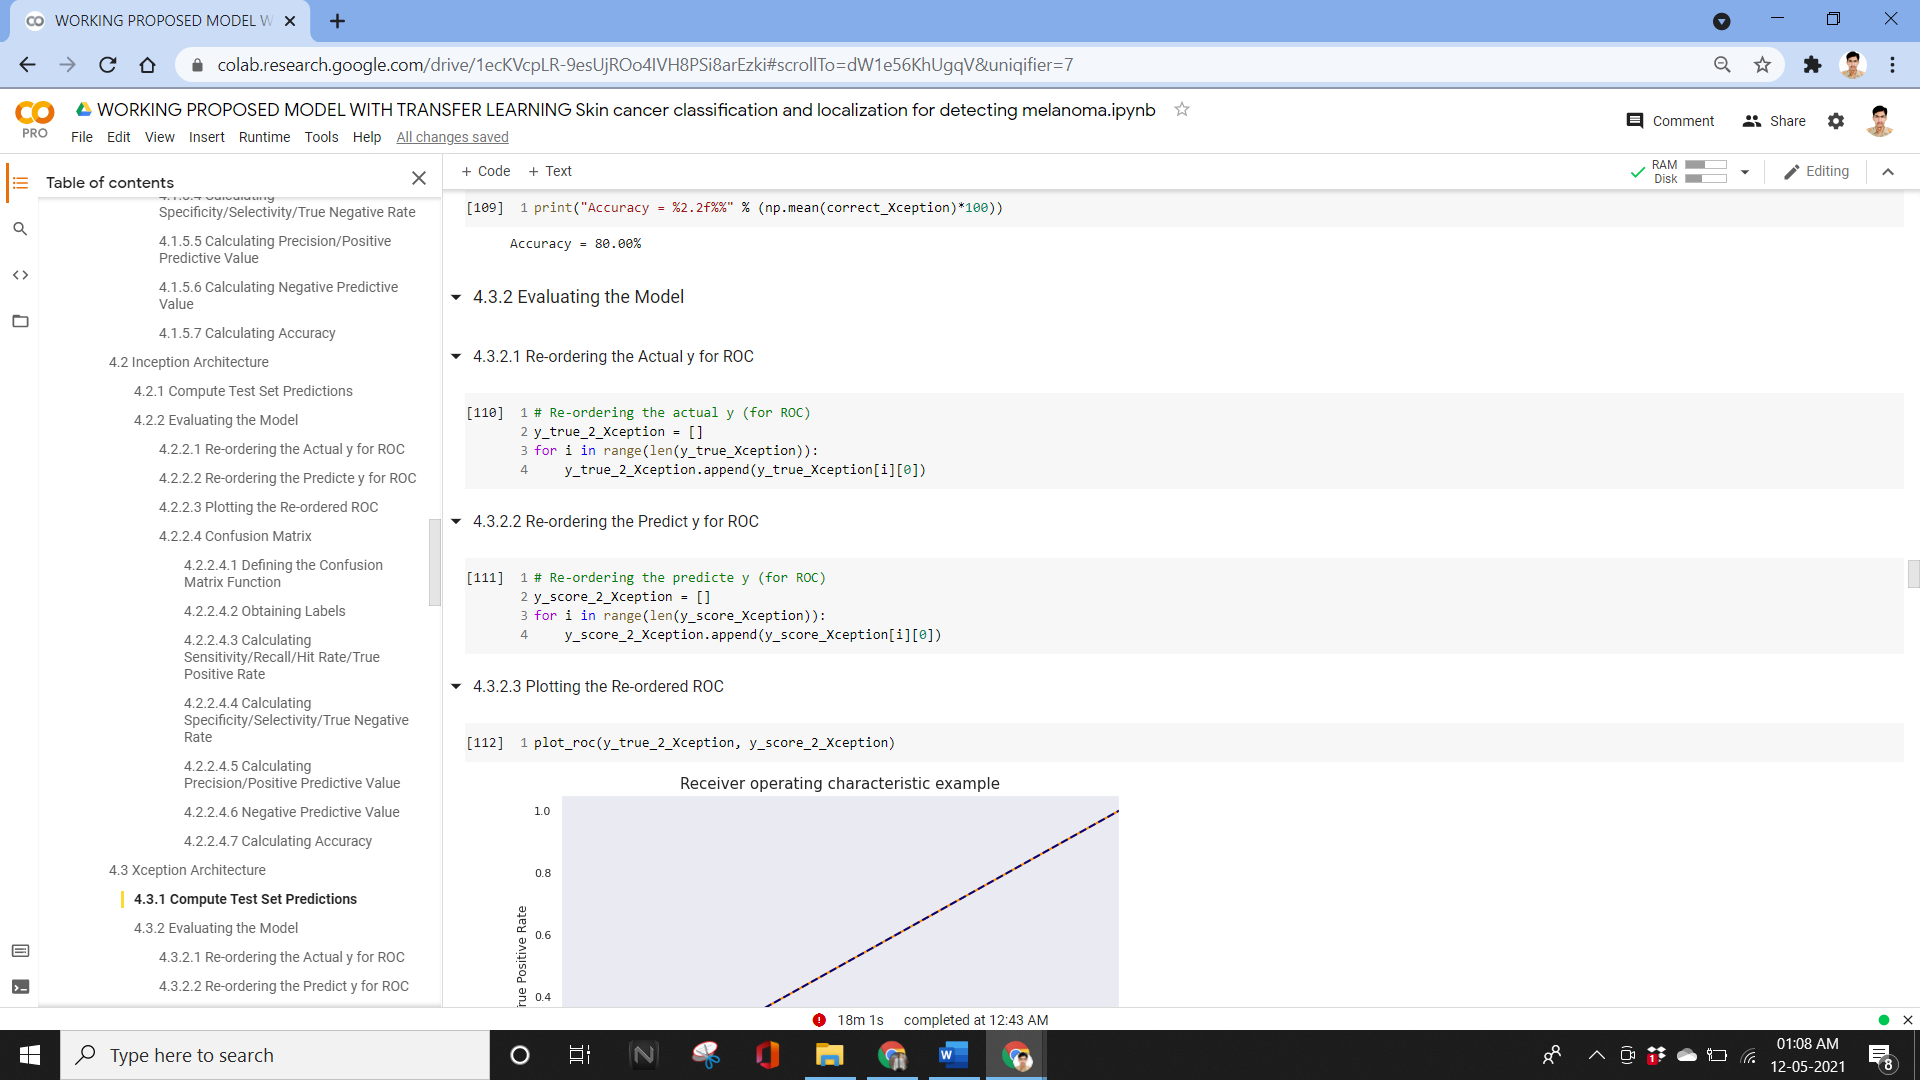 WORKING PROPOSED MODEL W
colab.research.google.com/drive/1ecKVcpLR-9esUjROo4IVH8PSi8arEzki#scrollTo=dW1e56KhUgqV&uniqifier=7
PRO
WORKING PROPOSED MODEL WITH TRANSFER LEARNING Skin cancer classification and localization for detecting melanoma.ipynb
File Edit View Insert Runtime Tools Help All changes saved
Comment Share
Table of contents
+ Code + Text
RAM
Disk
Editing
4.1.5.4 Calculating
Specificity/Selectivity/True Negative Rate
4.1.5.5 Calculating Precision/Positive
Predictive Value
4.1.5.6 Calculating Negative Predictive
Value
4.1.5.7 Calculating Accuracy
4.2 Inception Architecture
4.2.1 Compute Test Set Predictions
4.2.2 Evaluating the Model
4.2.2.1 Re-ordering the Actual y for ROC
4.2.2.2 Re-ordering the Predicte y for ROC
4.2.2.3 Plotting the Re-ordered ROC
4.2.2.4 Confusion Matrix
4.2.2.4.1 Defining the Confusion
Matrix Function
4.2.2.4.2 Obtaining Labels
4.2.2.4.3 Calculating
Sensitivity/Recall/Hit Rate/True
Positive Rate
4.2.2.4.4 Calculating
Specificity/Selectivity/True Negative
Rate
4.2.2.4.5 Calculating
Precision/Positive Predictive Value
4.2.2.4.6 Negative Predictive Value
4.2.2.4.7 Calculating Accuracy
4.3 Xception Architecture
4.3.1 Compute Test Set Predictions
4.3.2 Evaluating the Model
4.3.2.1 Re-ordering the Actual y for ROC
4.3.2.2 Re-ordering the Predict y for ROC
[109] 1 print("Accuracy = %2.2f%%" % (np.mean(correct_Xception)*100))
Accuracy = 80.00%
4.3.2 Evaluating the Model
4.3.2.1 Re-ordering the Actual y for ROC
[110] 1 # Re-ordering the actual y (for ROC)
2 y_true_2_Xception = []
3 for i in range(len(y_true_Xception)):
4 y_true_2_Xception.append(y_true_Xception[i][0])
4.3.2.2 Re-ordering the Predict y for ROC
[111] 1 # Re-ordering the predicte y (for ROC)
2 y_score_2_Xception = []
3 for i in range(len(y_score_Xception)):
4 y_score_2_Xception.append(y_score_Xception[i][0])
4.3.2.3 Plotting the Re-ordered ROC
[112] 1 plot_roc(y_true_2_Xception, y_score_2_Xception)
Receiver operating characteristic example
1.0
0.8
0.6
0.4
True Positive Rate
18m 1s completed at 12:43 AM
Type here to search
01:08 AM
12-05-2021
8